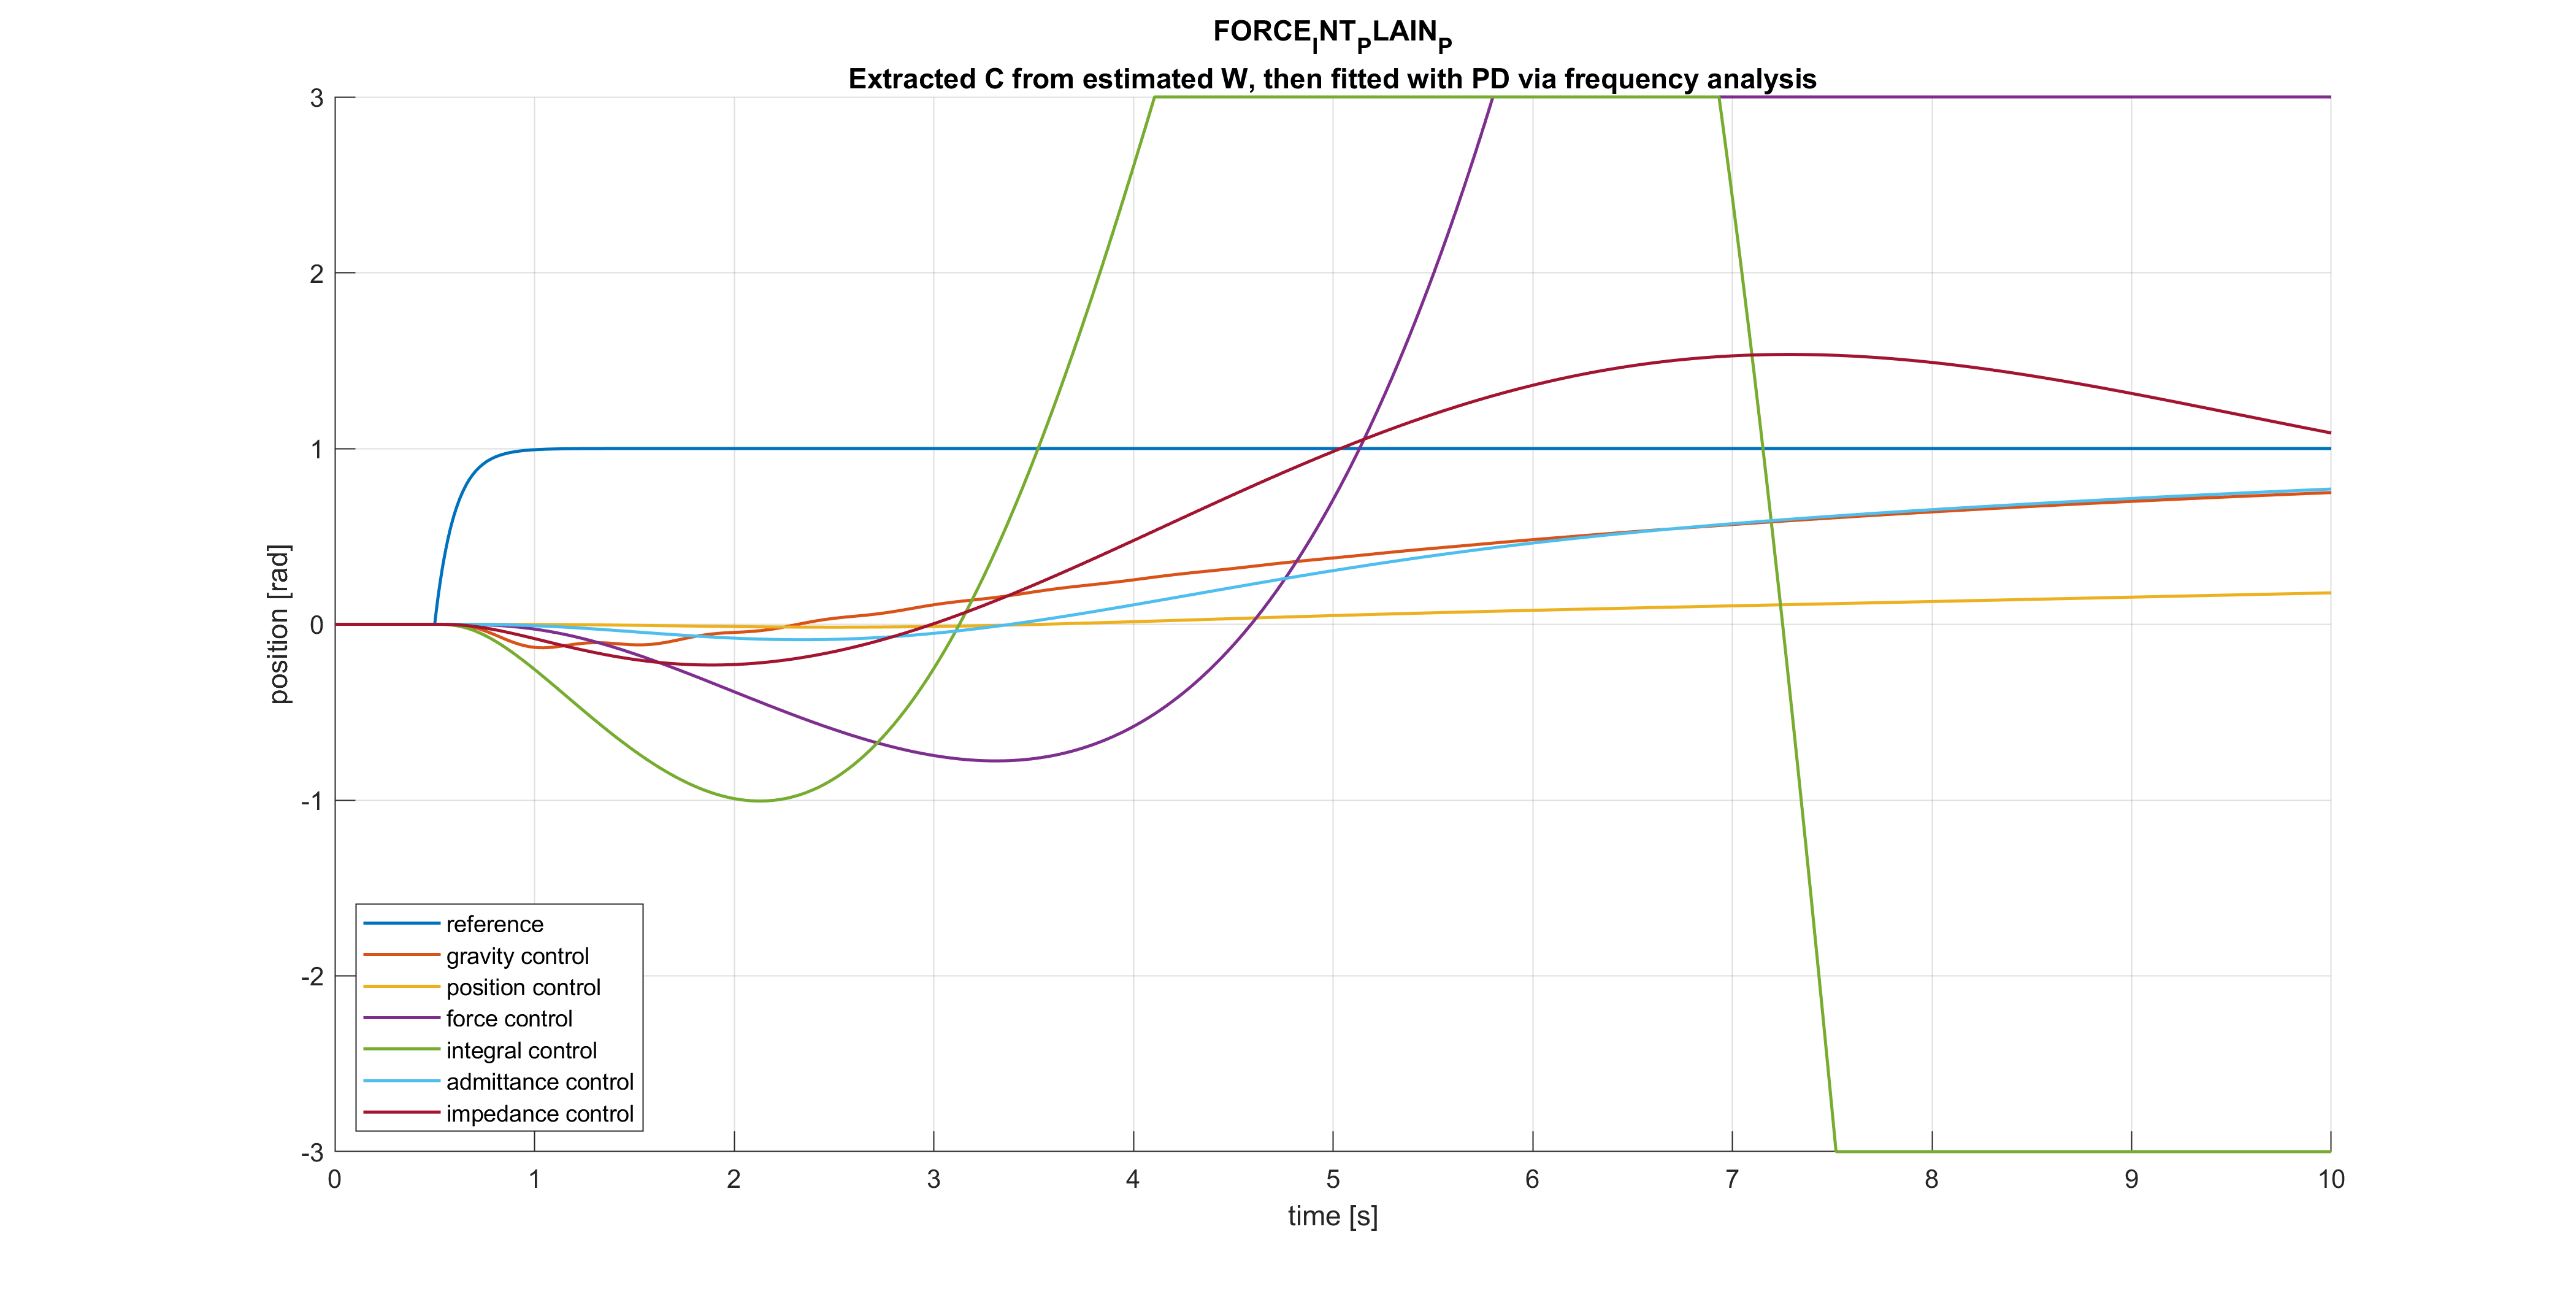 FORCEINTPLAINP
Extracted C from estimated W, then fitted with PD via frequency analysis
3
2
1
0
-1
-2
-3
position [rad]
reference
gravity control
position control
force control
integral control
admittance control
impedance control
0 1 2 3 4 5 6 7 8 9 10
time [s]